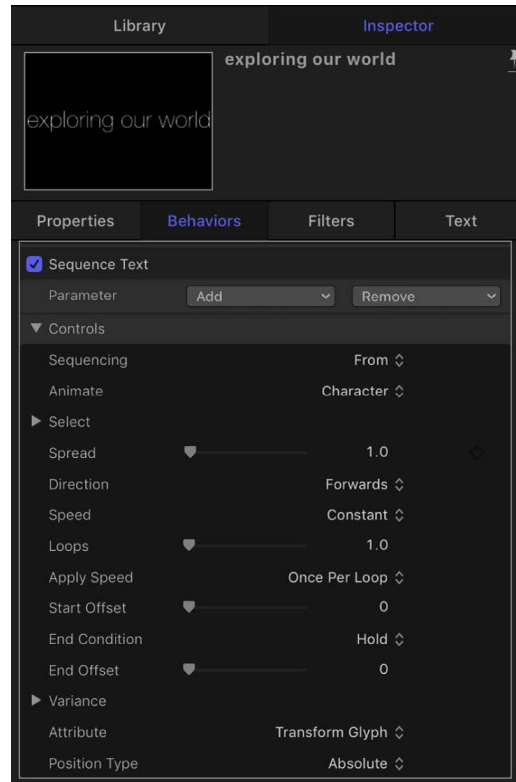 Library Inspector
exploring our world
exploring our world
Properties Behaviors Filters Text
Sequence Text
Parameter Add Remove
Controls
Sequencing From
Animate Character
Select
Spread 1.0
Direction Forwards
Speed Constant
Loops 1.0
Apply Speed Once Per Loop
Start Offset 0
End Condition Hold
End Offset 0
Variance
Attribute Transform Glyph
Position Type Absolute